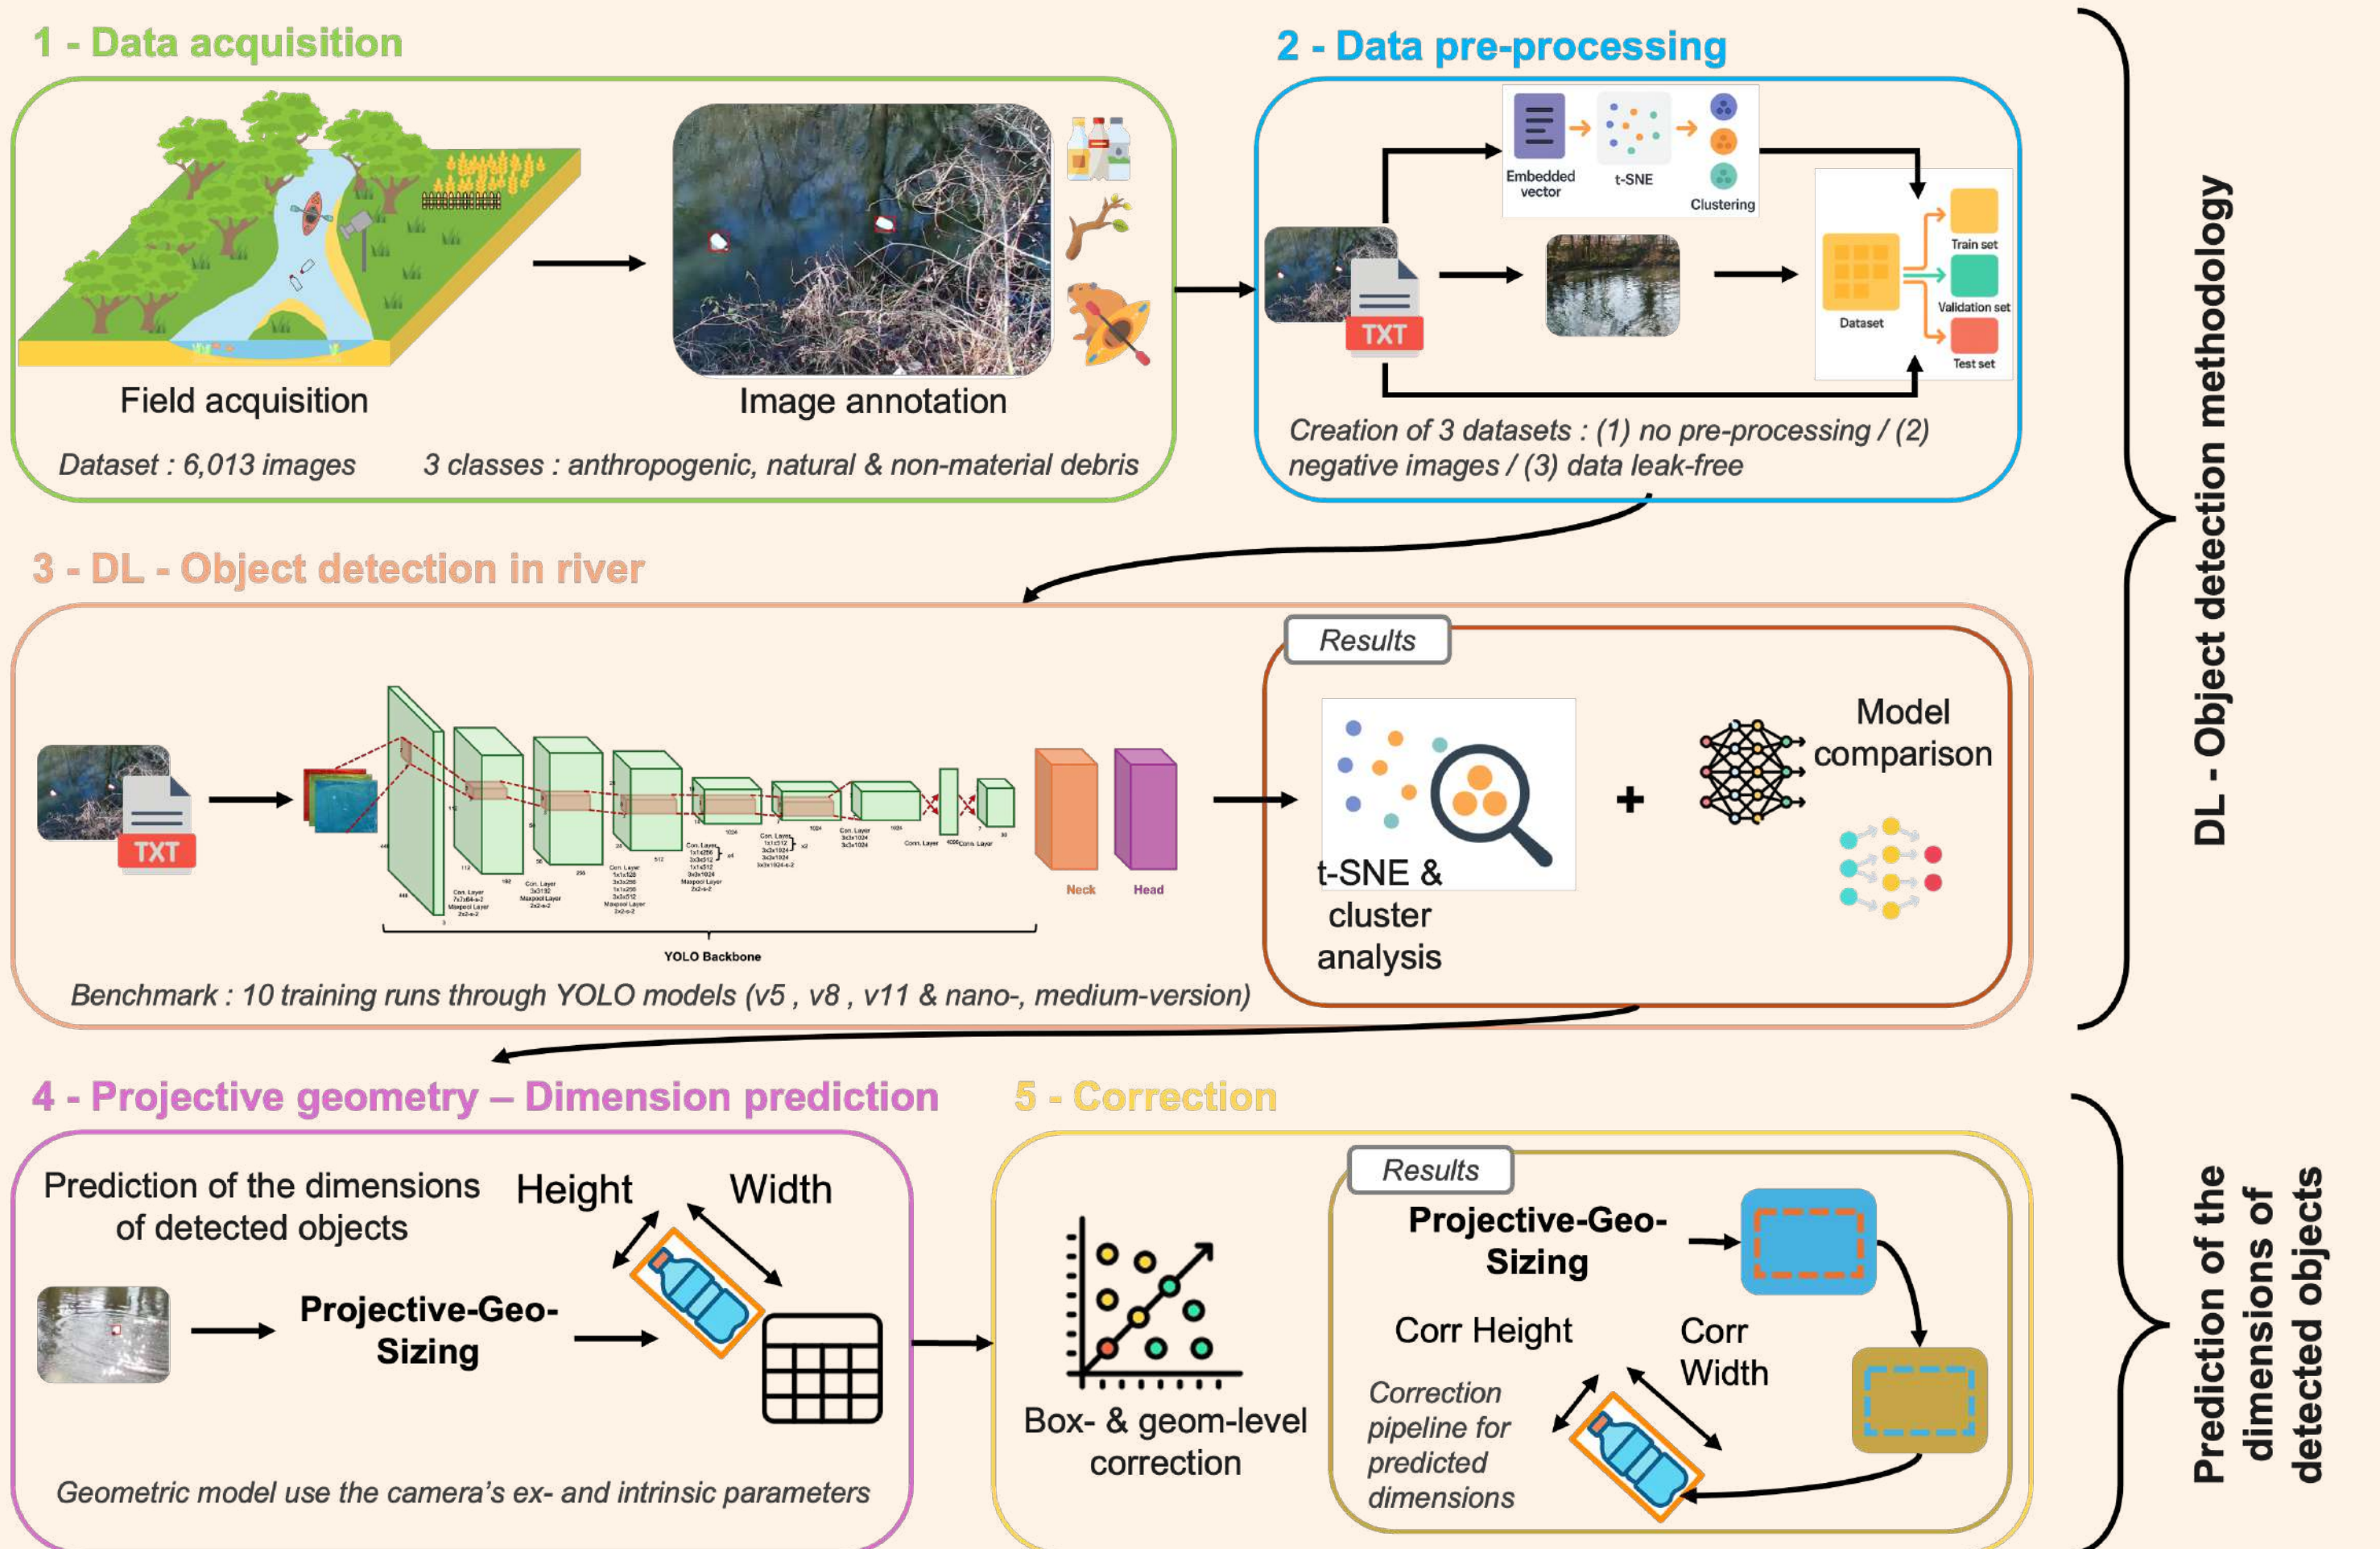 1 - Data acquisition
Field acquisition
Image annotation
Dataset : 6,013 images
3 classes : anthropogenic, natural & non-material debris
2 - Data pre-processing
Embedded
vector
t-SNE
Clustering
TXT
Dataset
Train set
Validation set
Test set
Creation of 3 datasets : (1) no pre-processing / (2)
negative images / (3) data leak-free
DL - Object detection methodology
3 - DL - Object detection in river
TXT
Neck
Head
YOLO Backbone
Benchmark : 10 training runs through YOLO models (v5 , v8 , v11 & nano-, medium-version)
Results
t-SNE &
cluster
analysis
+
Model
comparison
4 - Projective geometry – Dimension prediction
Prediction of the dimensions
of detected objects
Height
Width
Projective-Geo-
Sizing
Geometric model use the camera's ex- and intrinsic parameters
5 - Correction
Box- & geom-level
correction
Results
Projective-Geo-
Sizing
Corr Height
Corr
Width
Correction
pipeline for
predicted
dimensions
Prediction of the
dimensions of
detected objects